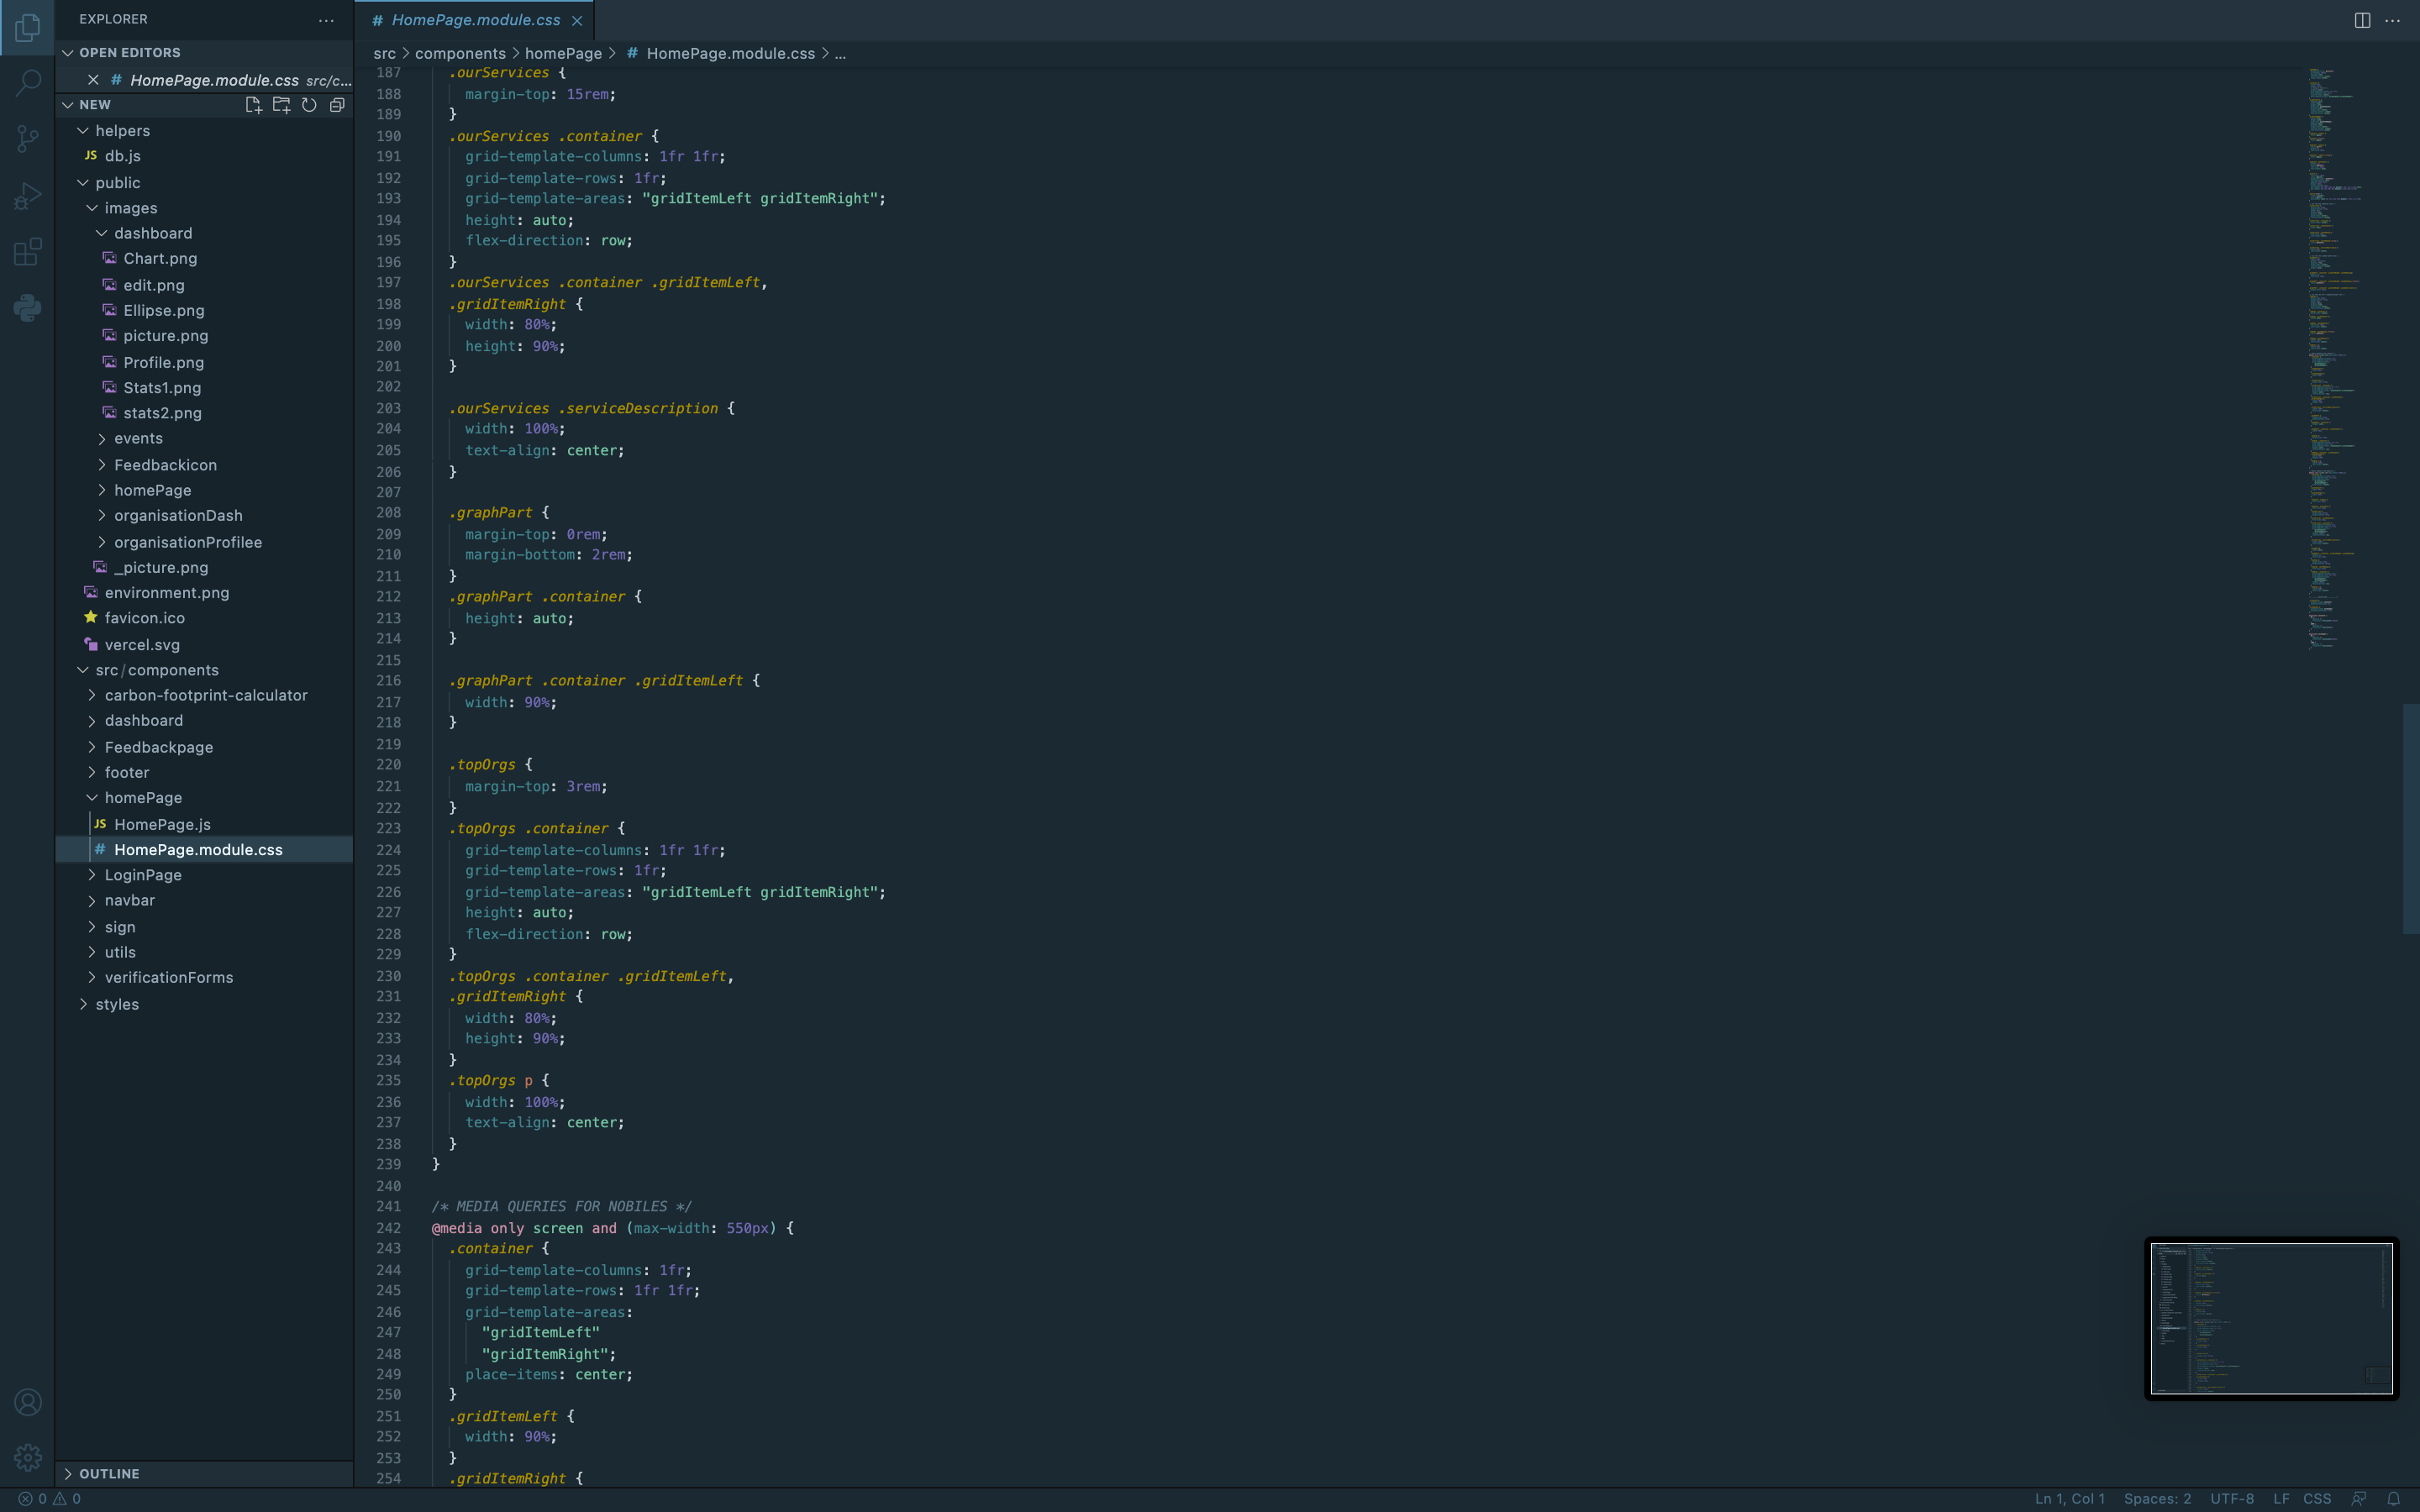 EXPLORER
OPEN EDITORS
HomePage.module.css src/c...
NEW
helpers
JS db.js
public
images
dashboard
Chart.png
edit.png
Ellipse.png
picture.png
Profile.png
Stats1.png
stats2.png
events
Feedbackicon
homePage
organisationDash
organisationProfilee
_picture.png
environment.png
favicon.ico
vercel.svg
src/components
carbon-footprint-calculator
dashboard
Feedbackpage
footer
homePage
JS HomePage.js
# HomePage.module.css
LoginPage
navbar
sign
utils
verificationForms
styles
OUTLINE
# HomePage.module.css
src > components > homePage > # HomePage.module.css > ...
187 .ourServices {
188 margin-top: 15rem;
189 }
190 .ourServices .container {
191 grid-template-columns: 1fr 1fr;
192 grid-template-rows: 1fr;
193 grid-template-areas: "gridItemLeft gridItemRight";
194 height: auto;
195 flex-direction: row;
196 }
197 .ourServices .container .gridItemLeft,
198 .gridItemRight {
199 width: 80%;
200 height: 90%;
201 }
202
203 .ourServices .serviceDescription {
204 width: 100%;
205 text-align: center;
206 }
207
208 .graphPart {
209 margin-top: 0rem;
210 margin-bottom: 2rem;
211 }
212 .graphPart .container {
213 height: auto;
214 }
215
216 .graphPart .container .gridItemLeft {
217 width: 90%;
218 }
219
220 .topOrgs {
221 margin-top: 3rem;
222 }
223 .topOrgs .container {
224 grid-template-columns: 1fr 1fr;
225 grid-template-rows: 1fr;
226 grid-template-areas: "gridItemLeft gridItemRight";
227 height: auto;
228 flex-direction: row;
229 }
230 .topOrgs .container .gridItemLeft,
231 .gridItemRight {
232 width: 80%;
233 height: 90%;
234 }
235 .topOrgs p {
236 width: 100%;
237 text-align: center;
238 }
239 }
240
241 /* MEDIA QUERIES FOR NOBILES */
242 @media only screen and (max-width: 550px) {
243 .container {
244 grid-template-columns: 1fr;
245 grid-template-rows: 1fr 1fr;
246 grid-template-areas:
247 "gridItemLeft"
248 "gridItemRight";
249 place-items: center;
250 }
251 .gridItemLeft {
252 width: 90%;
253 }
254 .gridItemRight {
0 0
Ln 1, Col 1 Spaces: 2 UTF-8 LF CSS